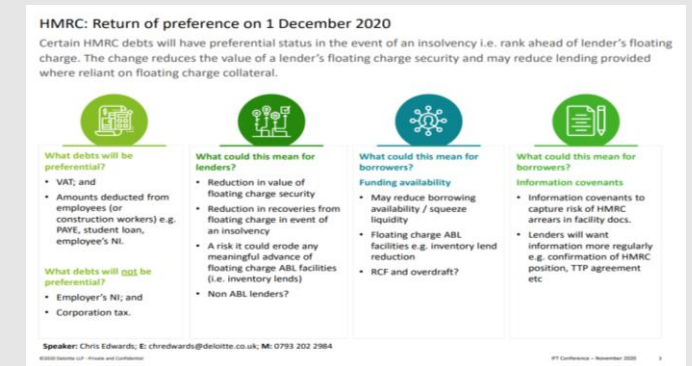 HMRC: Return of preference on 1 December 2020
Certain HMRC debts will have preferential status in the event of an insolvency i.e. rank ahead of lender's floating
charge. The change reduces the value of a lender's floating charge security and may reduce lending provided
where reliant on floating charge collateral.
What debts will be
preferential?
• VAT; and
• Amounts deducted from
employees (or
construction workers) e.g.
PAYE, student loan,
employee's NI.
What debts will not be
preferential?
• Employer's NI; and
• Corporation tax.
What could this mean for
lenders?
• Reduction in value of
floating charge security
• Reduction in recoveries from
floating charge in event of
an insolvency
• A risk it could erode any
meaningful advance of
floating charge ABL facilities
(i.e. inventory lends)
• Non ABL lenders?
What could this mean for
borrowers?
Funding availability
• May reduce borrowing
availability / squeeze
liquidity
• Floating charge ABL
facilities e.g. inventory lend
reduction
• RCF and overdraft?
What could this mean for
borrowers?
Information covenants
• Information covenants to
capture risk of HMRC
arrears in facility docs.
• Lenders will want
information more regularly
e.g. confirmation of HMRC
position, TTP agreement
etc
Speaker: Chris Edwards; E: chredwards@deloitte.co.uk; M: 0793 202 2984
©2020 Deloitte LLP - Private and Confidential
IFT Conference – November 2020